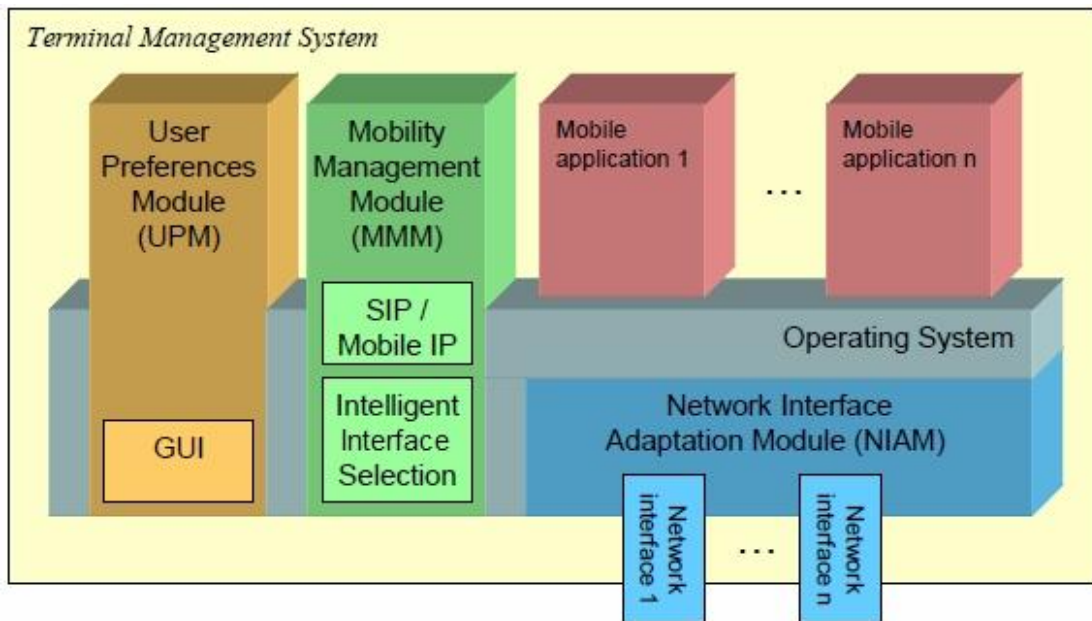 Terminal Management System
User
Preferences
Module
(UPM)
GUI
Mobility
Management
Module
(MMM)
SIP /
Mobile IP
Intelligent
Interface
Selection
Mobile
application 1
...
Mobile
application n
Operating System
Network Interface
Adaptation Module (NIAM)
Network
interface 1
...
Network
interface n